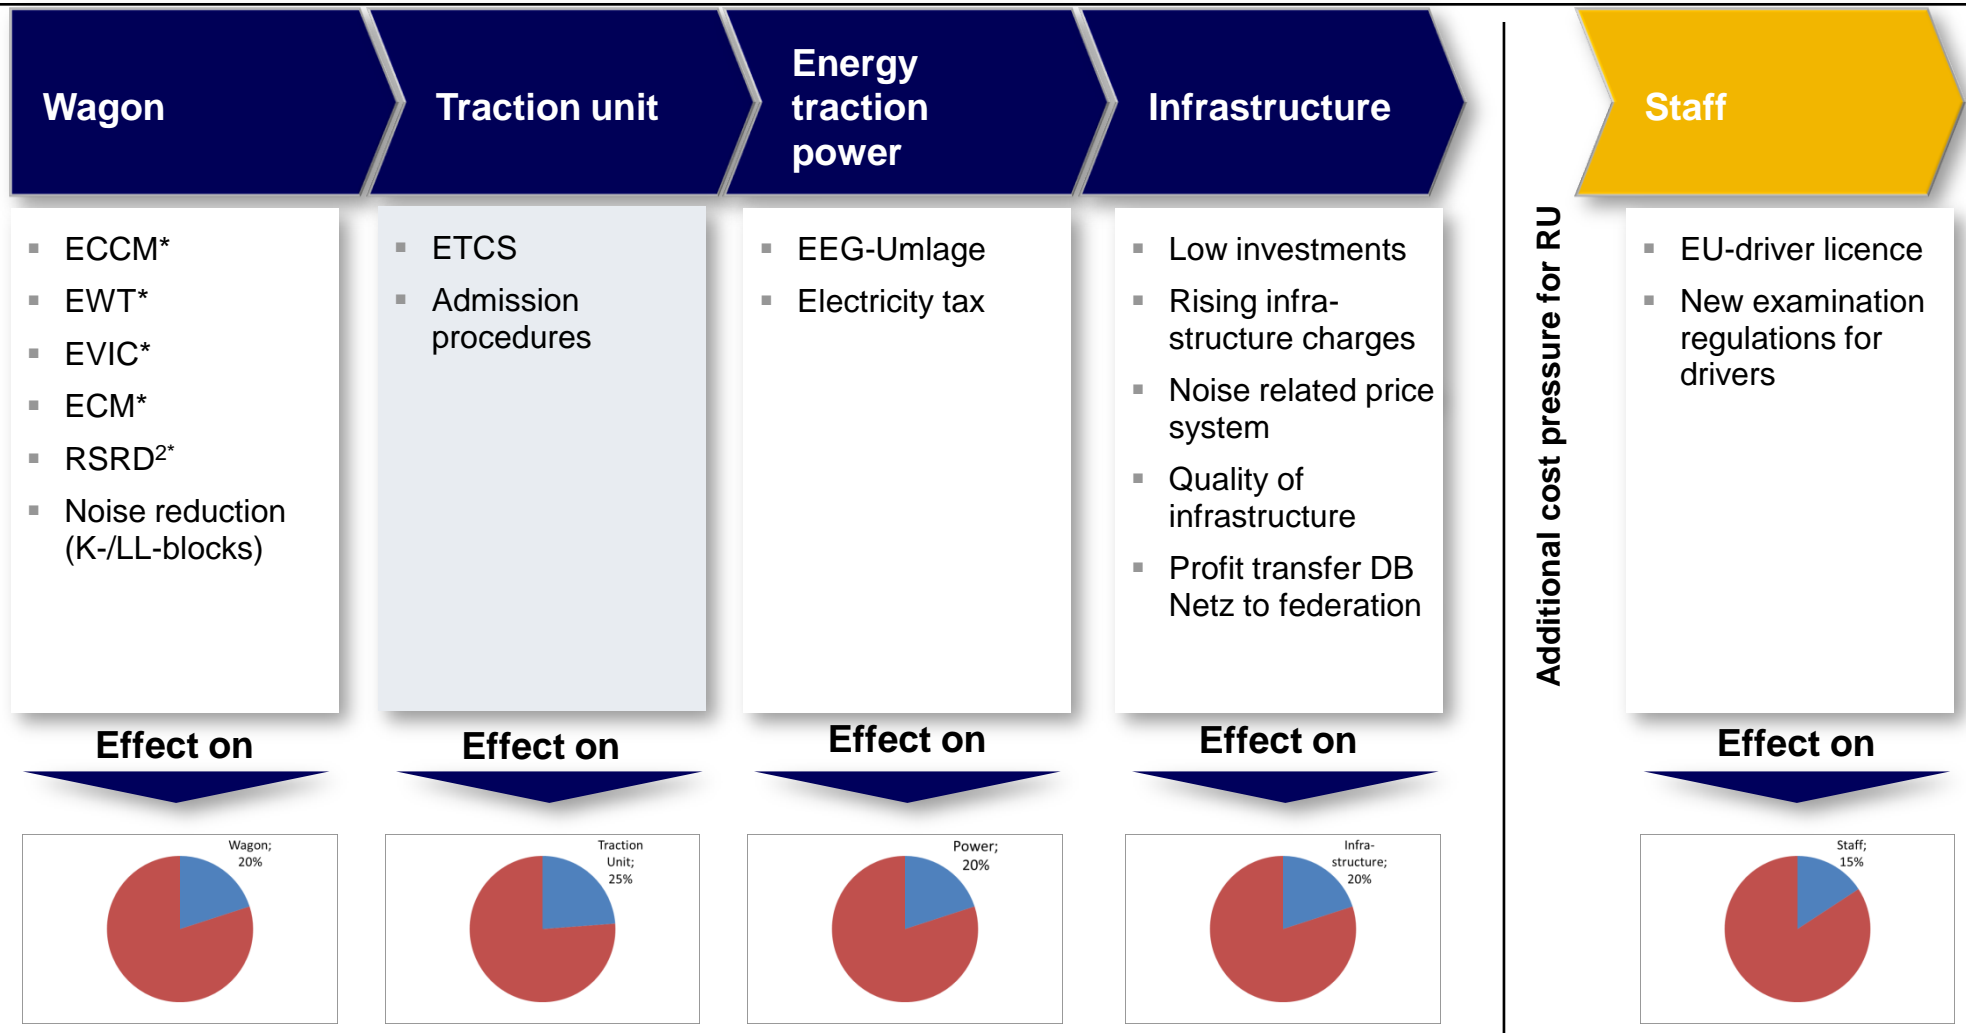 Wagon
Traction unit
Energy
traction
power
Infrastructure
Staff
ECCM*
EWT*
EVIC*
ECM*
RSRD2*
Noise reduction
(K-/LL-blocks)
ETCS
Admission
procedures
EEG-Umlage
Electricity tax
Low investments
Rising infra-
structure charges
Noise related price
system
Quality of
infrastructure
Profit transfer DB
Netz to federation
Additional cost pressure for RU
EU-driver licence
New examination
regulations for
drivers
Effect on
Effect on
Effect on
Effect on
Effect on
Wagon;
20%
Traction
Unit;
25%
Power;
20%
Infra-
structure;
20%
Staff;
15%